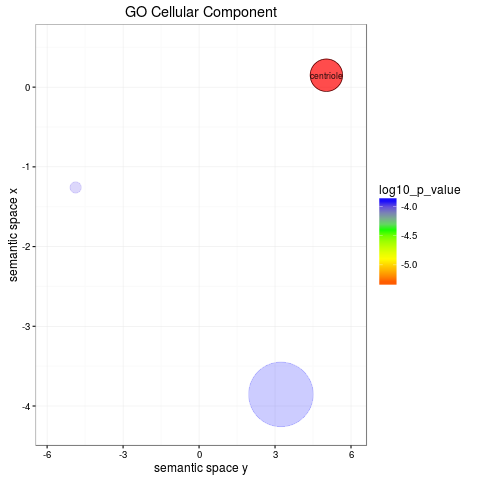 GO Cellular Component
centriole
0
-1
-2
-3
-4
semantic space x
-6
-3
0
3
6
semantic space y
log10_p_value
-4.0
-4.5
-5.0